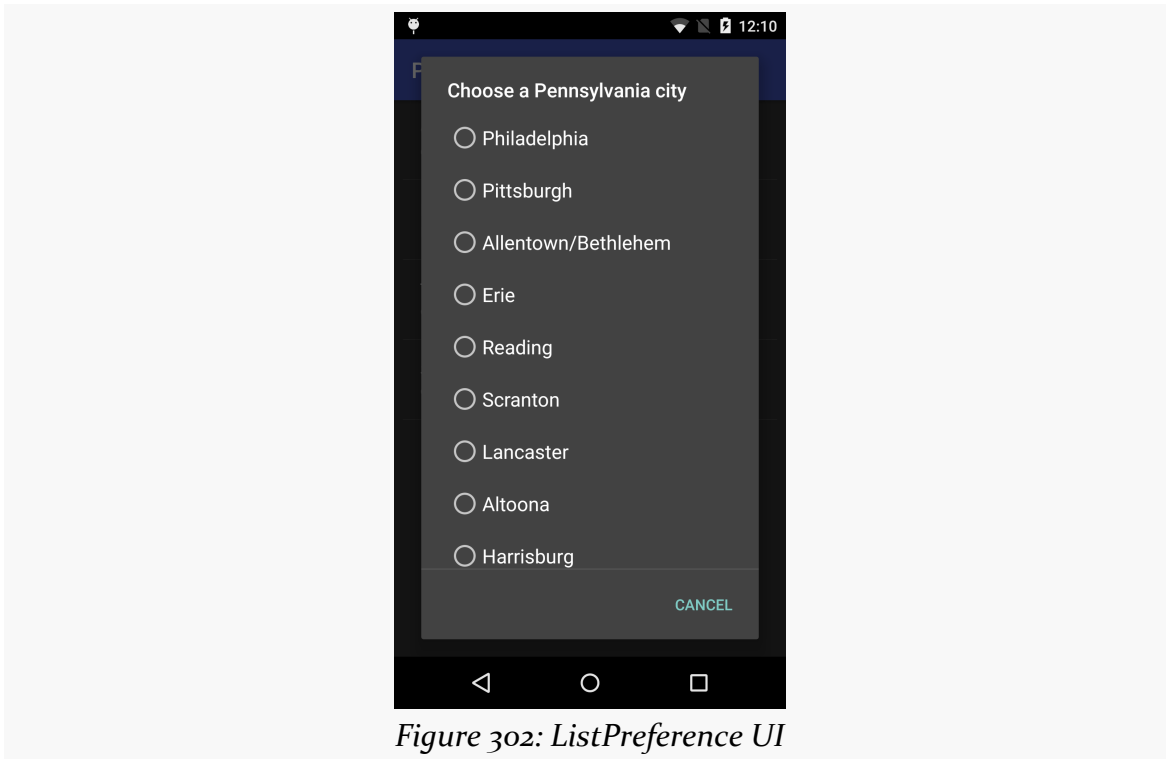 12:10
P
Choose a Pennsylvania city
Philadelphia
Pittsburgh
Allentown/Bethlehem
Erie
Reading
Scranton
Lancaster
Altoona
Harrisburg
CANCEL
Figure 302: ListPreference UI